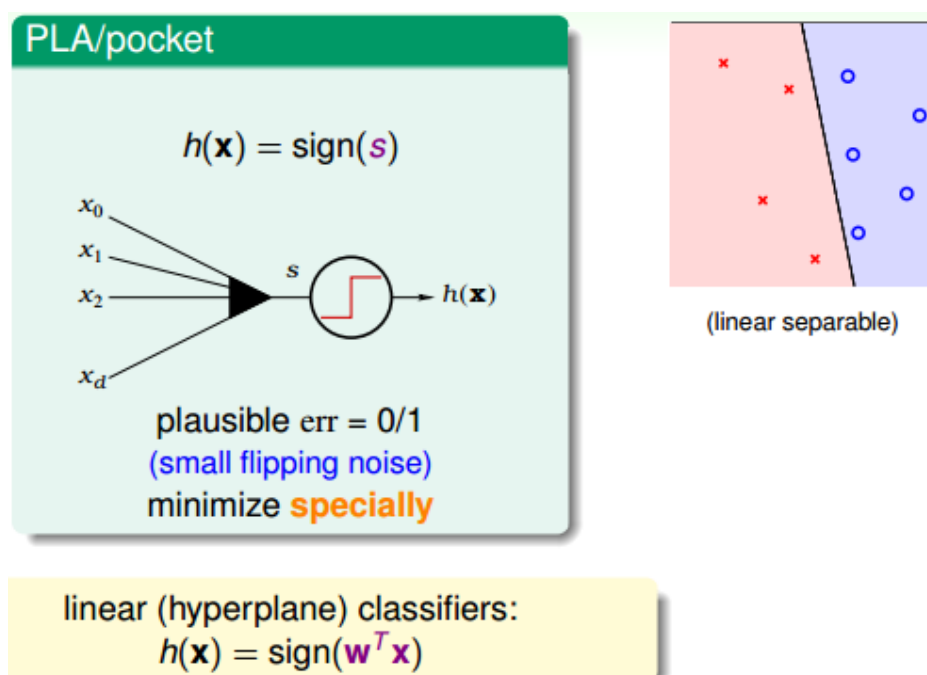 PLA/pocket
h(x) = sign(s)
x₀
x₁
x₂
x_d
s
h(x)
plausible err = 0/1
(small flipping noise)
minimize specially
(linear separable)
linear (hyperplane) classifiers:
h(x) = sign(wᵀx)